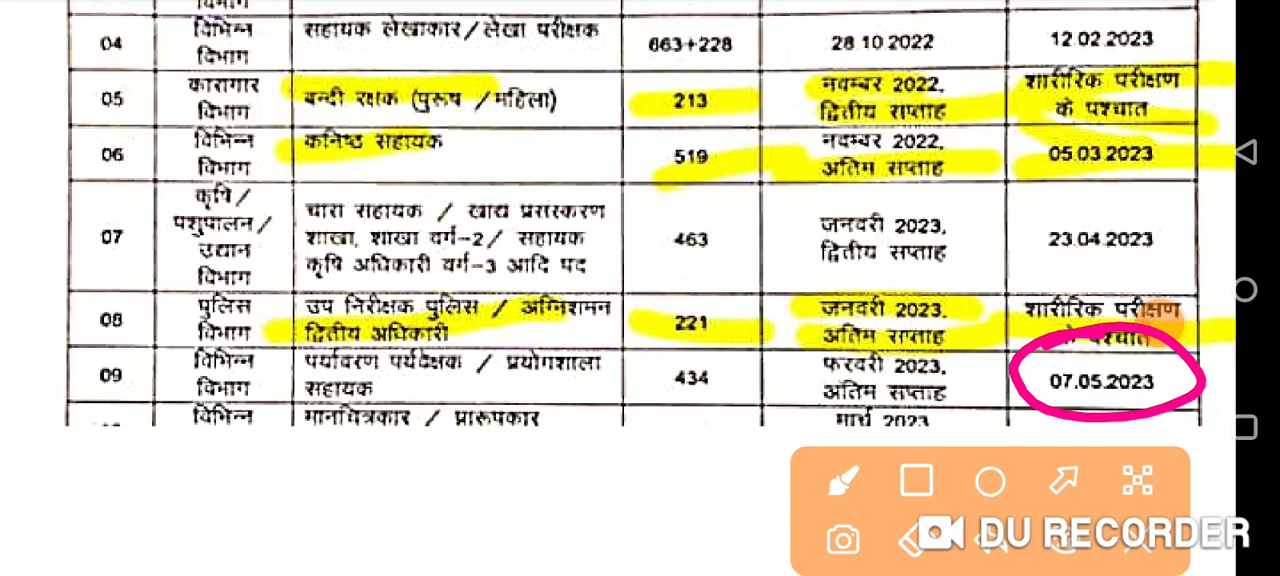 04 विभिन्न विभाग सहायक लेखाकार/लेखा परीक्षक 663+228 28.10.2022 12.02.2023
05 कारागार विभाग बन्दी रक्षक (पुरूष /महिला) 213 नवम्बर 2022, द्वितीय सप्ताह शारीरिक परीक्षण के पश्चात
06 विभिन्न विभाग कनिष्ठ सहायक 519 नवम्बर 2022, अंतिम सप्ताह 05.03.2023
07 कृषि/ पशुपालन/ उद्यान विभाग चारा सहायक / खाद्य प्रसंस्करण शाखा, शाखा वर्ग-2/ सहायक कृषि अधिकारी वर्ग-3 आदि पद 463 जनवरी 2023, द्वितीय सप्ताह 23.04.2023
08 पुलिस विभाग उप निरीक्षक पुलिस / अग्निशमन द्वितीय अधिकारी 221 जनवरी 2023, अंतिम सप्ताह शारीरिक परीक्षण के पश्चात
09 विभिन्न विभाग पर्यावरण पर्यवेक्षक / प्रयोगशाला सहायक 434 फरवरी 2023, अंतिम सप्ताह 07.05.2023
विभिन्न मानचित्रकार / प्रारूपकार मार्च 2023
DU RECORDER